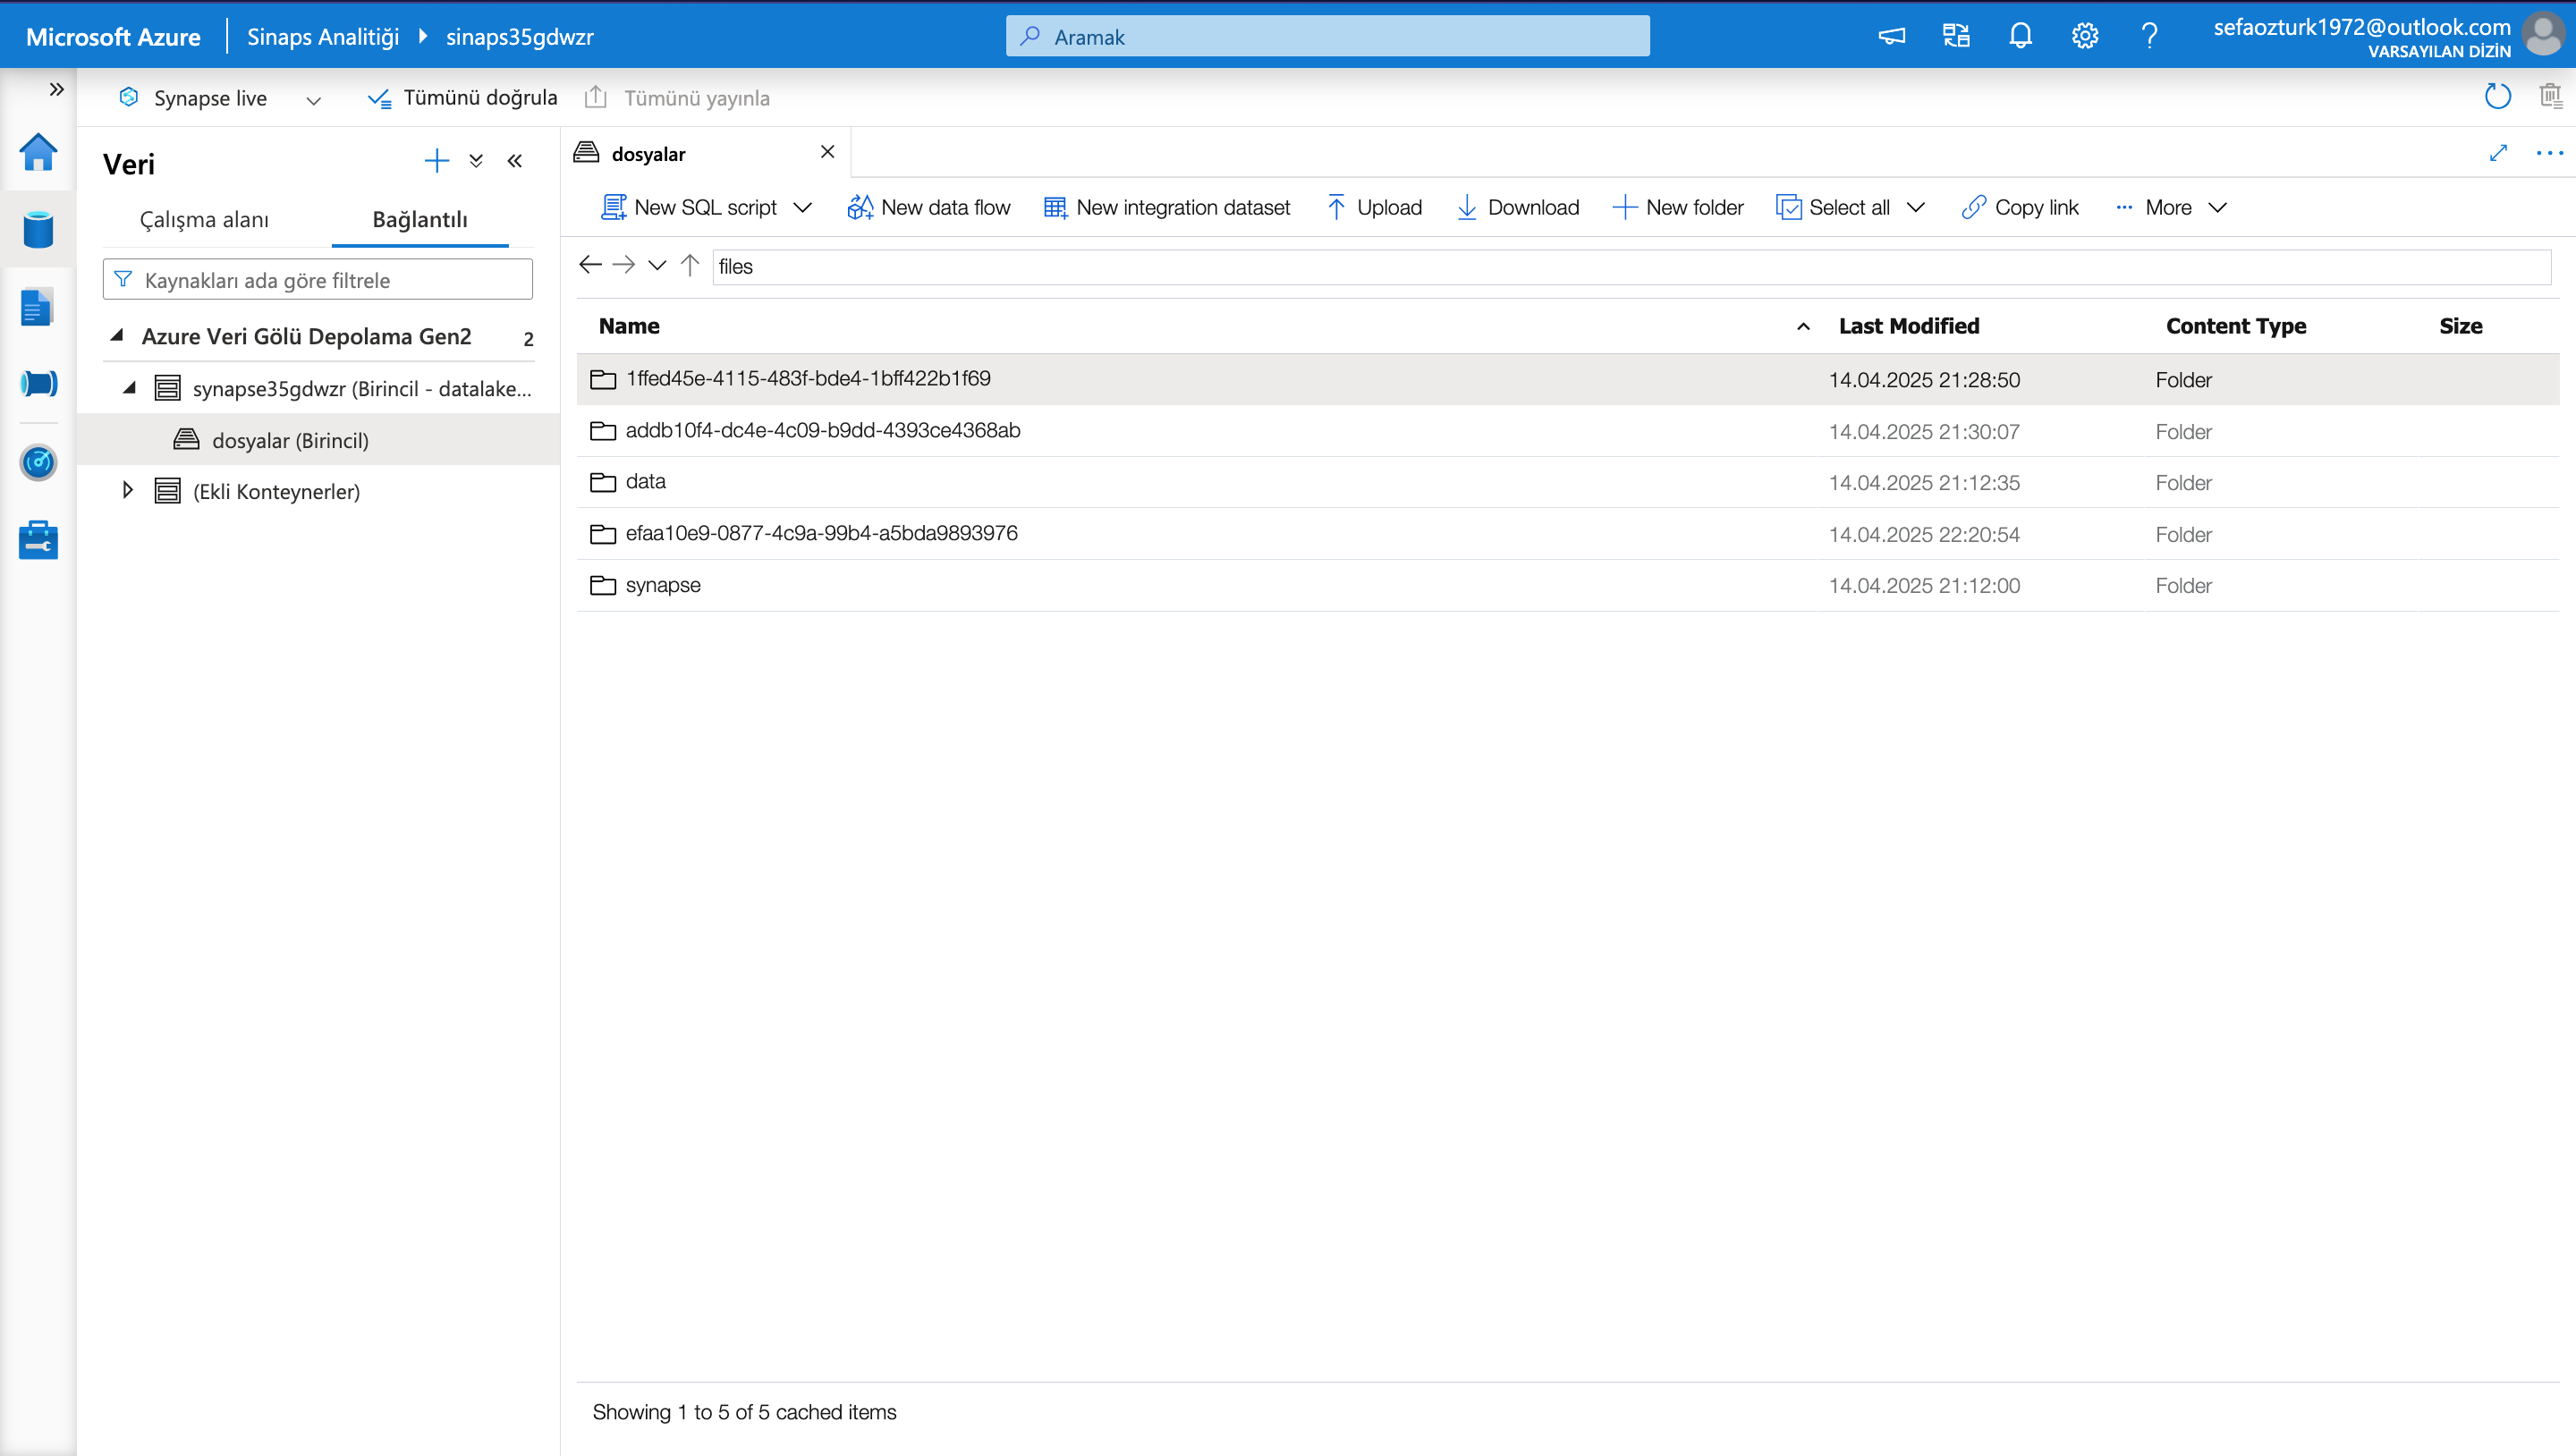 Microsoft Azure Sinaps Analitiği sinaps35gdwzr Aramak sefaozturk1972@outlook.com
VARSAYILAN DİZİN
Synapse live Tümünü doğrula Tümünü yayınla
Veri
Çalışma alanı Bağlantılı
Kaynakları ada göre filtrele
Azure Veri Gölü Depolama Gen2 2
synapse35gdwzr (Birincil - datalake...
dosyalar (Birincil)
(Ekli Konteynerler)
dosyalar
New SQL script New data flow New integration dataset Upload Download New folder Select all Copy link More
files
Name Last Modified Content Type Size
1ffed45e-4115-483f-bde4-1bff422b1f69 14.04.2025 21:28:50 Folder
addb10f4-dc4e-4c09-b9dd-4393ce4368ab 14.04.2025 21:30:07 Folder
data 14.04.2025 21:12:35 Folder
efaa10e9-0877-4c9a-99b4-a5bda9893976 14.04.2025 22:20:54 Folder
synapse 14.04.2025 21:12:00 Folder
Showing 1 to 5 of 5 cached items